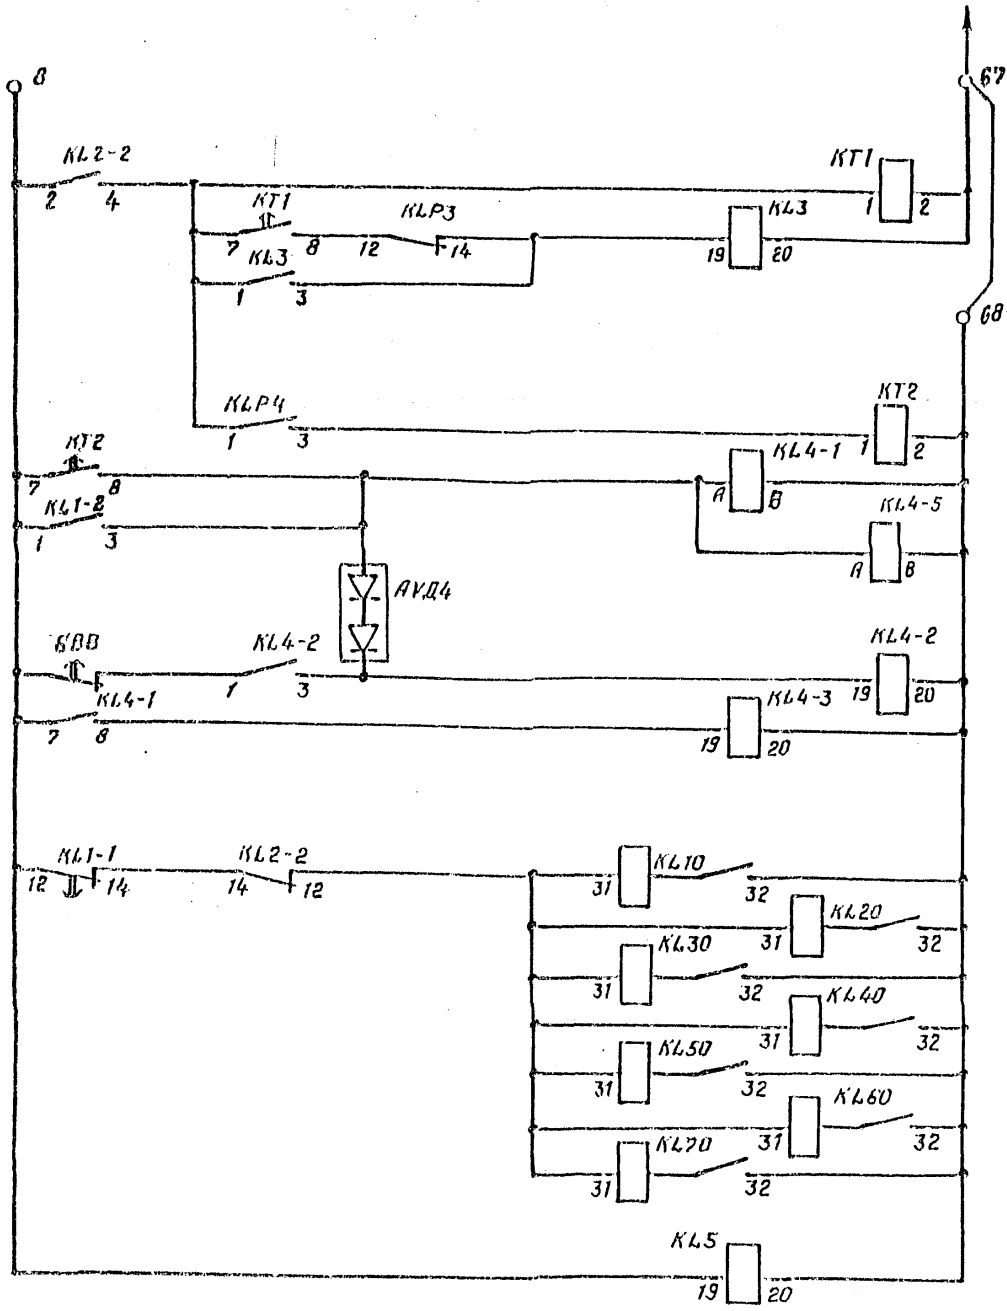 8
67
KL2-2
2 4
KT1
1 2
KT1
7 8
KLP3
12 14
KL3
19 20
KL3
1 3
68
KLP4
1 3
KT2
1 2
KT2
7 8
KL4-1
A B
KL1-2
1 3
KL4-5
A B
АУД4
KL4-2
1 3
KL4-2
19 20
KL4-1
7 8
KL4-3
19 20
KL1-1
12 14
KL2-2
14 12
KL10
31 32
KL20
31 32
KL30
31 32
KL40
31 32
KL50
31 32
KL60
31 32
KL70
31 32
KL5
19 20